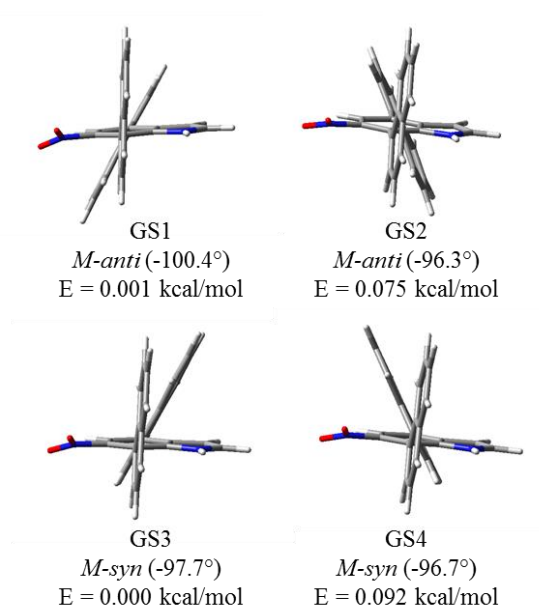 GS1
M-anti (-100.4°)
E = 0.001 kcal/mol
GS2
M-anti (-96.3°)
E = 0.075 kcal/mol
GS3
M-syn (-97.7°)
E = 0.000 kcal/mol
GS4
M-syn (-96.7°)
E = 0.092 kcal/mol